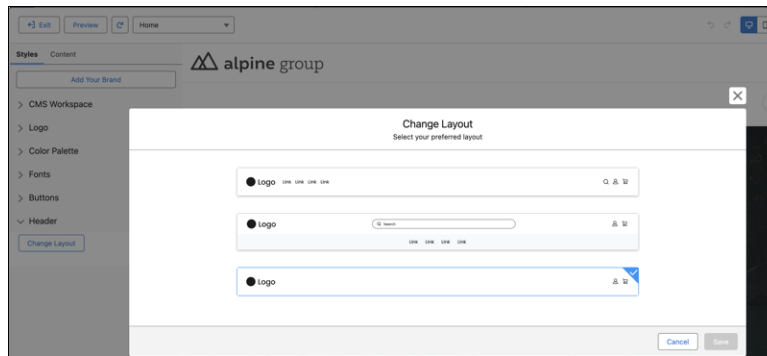 Exit Preview Home
Styles Content
Add Your Brand
alpine group
CMS Workspace
Logo
Color Palette
Fonts
Buttons
Header
Change Layout
Change Layout
Select your preferred layout
Logo Link Link Link Link
Logo Search
Link Link Link Link
Logo
Cancel Save